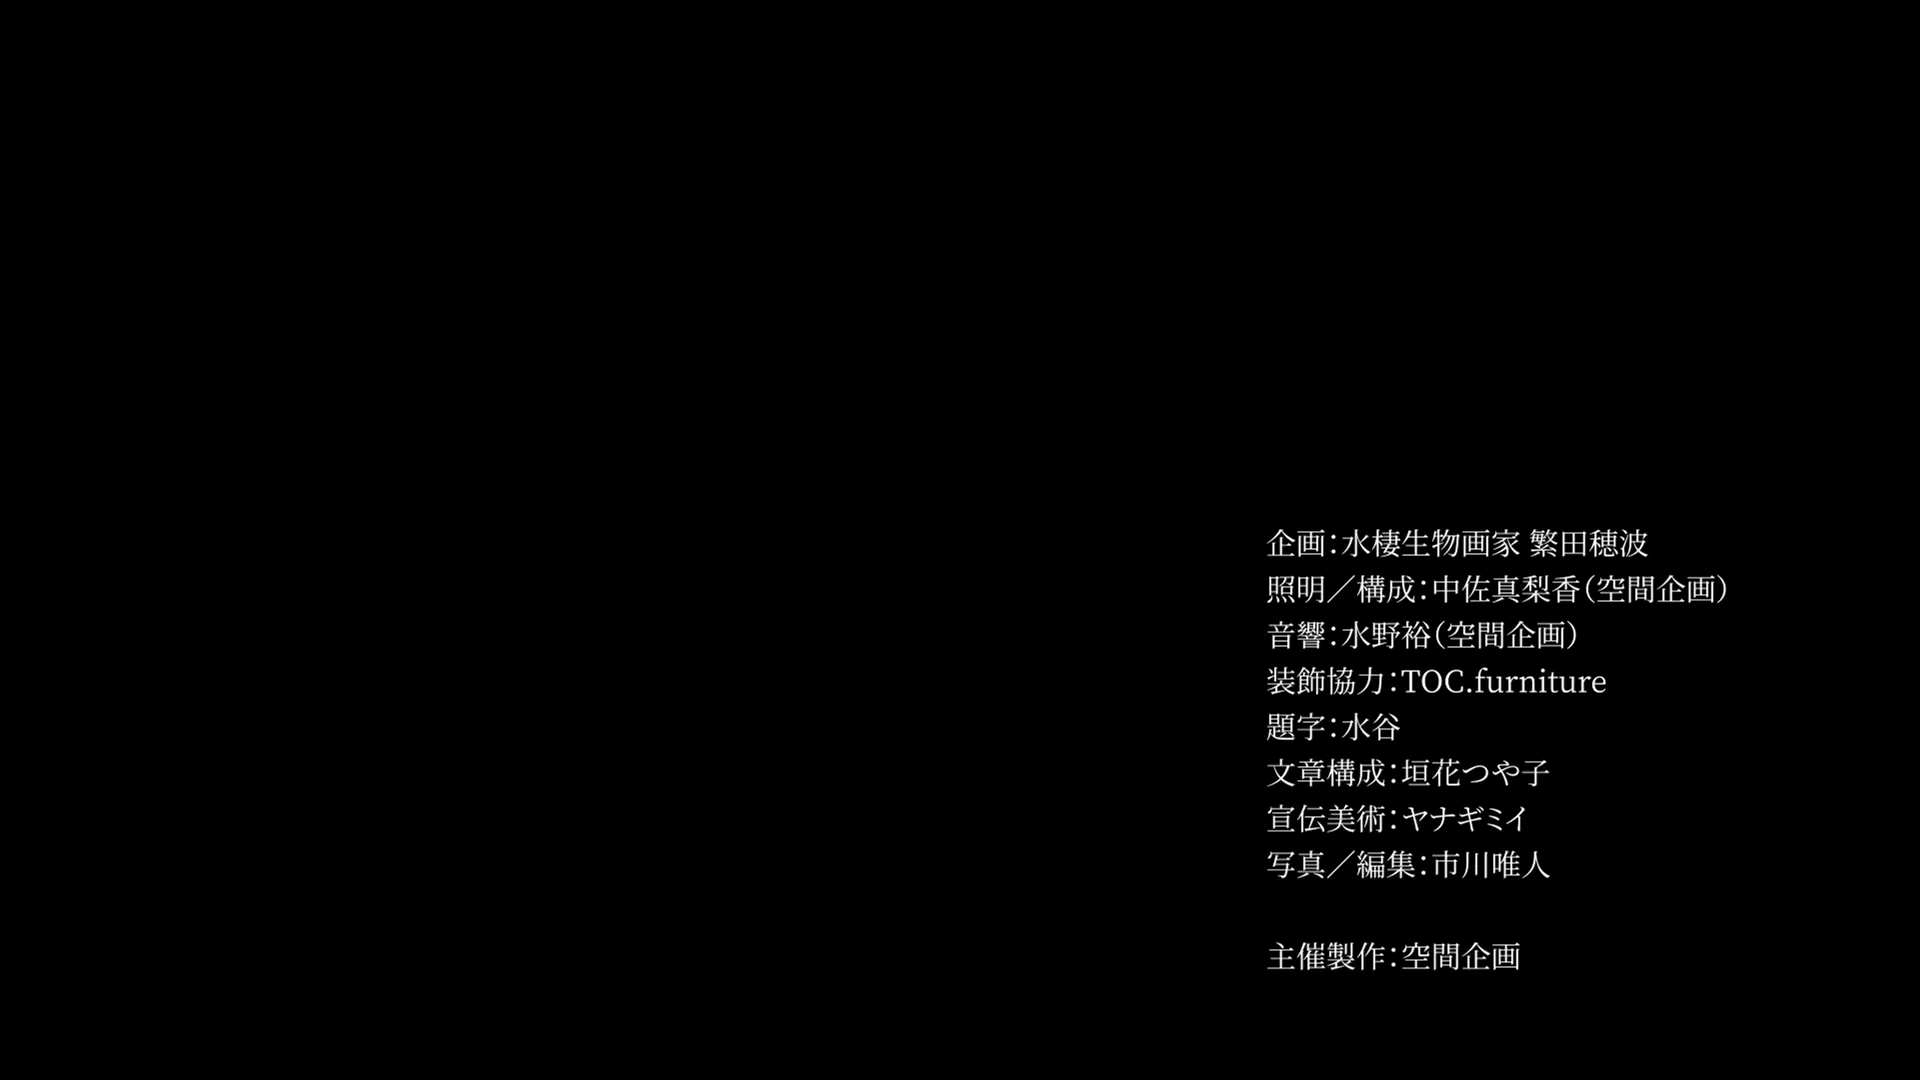 企画：水棲生物画家 繁田穂波
照明／構成：中佐真梨香（空間企画）
音響：水野裕（空間企画）
装飾協力：TOC.furniture
題字：水谷
文章構成：垣花つや子
宣伝美術：ヤナギミイ
写真／編集：市川唯人
主催製作：空間企画